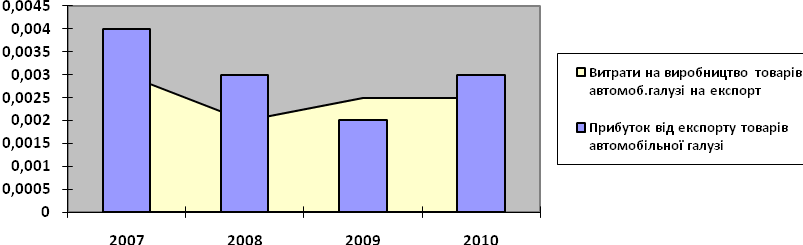 0,0045
0,004
0,0035
0,003
0,0025
0,002
0,0015
0,001
0,0005
0
2007 2008 2009 2010
Витрати на виробництво товарів
автомоб.галузі на експорт
Прибуток від експорту товарів
автомобільної галузі